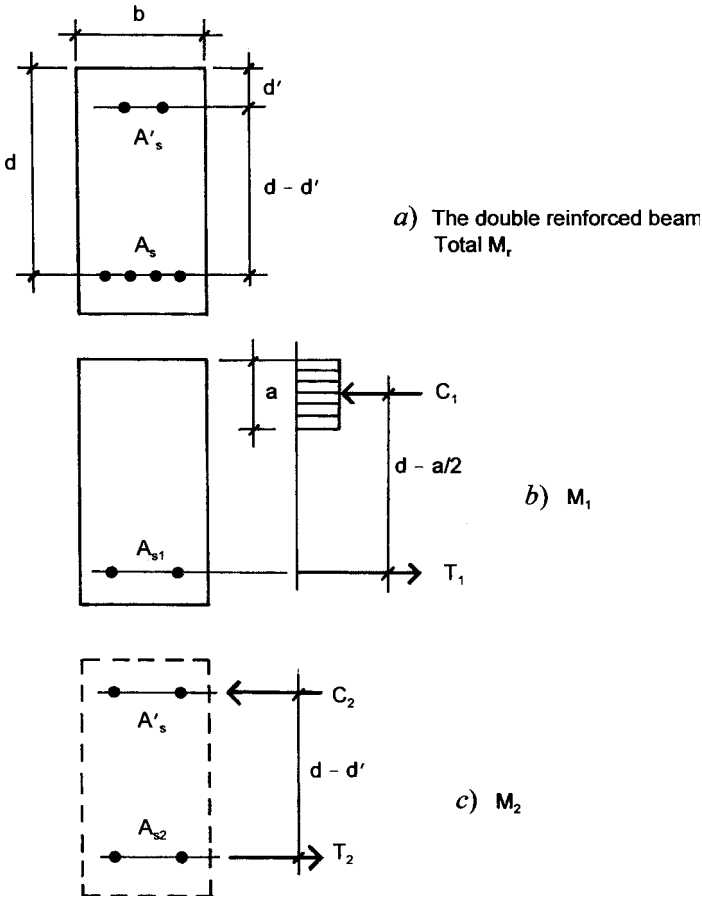 b
d'
A's
d
d – d'
As
a) The double reinforced beam
Total Mr
a
C1
d – a/2
b) M1
As1
T1
C2
A's
d – d'
c) M2
As2
T2